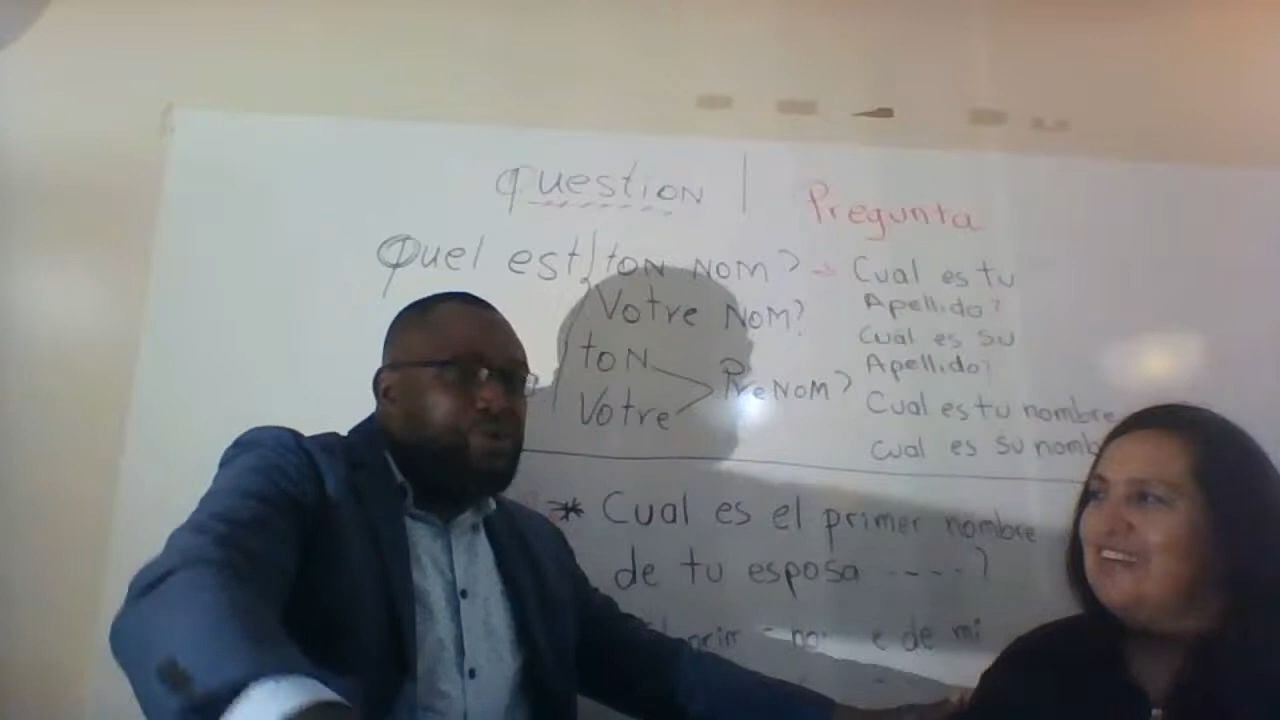 Question | Pregunta
Quel est / ton nom? → Cual es tu
Apellido?
Votre nom?
Cual es su
Apellido?
ton
Votre
PreNom?
Cual es tu nombre
cual es su nomb
* Cual es el primer nombre
de tu esposa ----?
e de mi